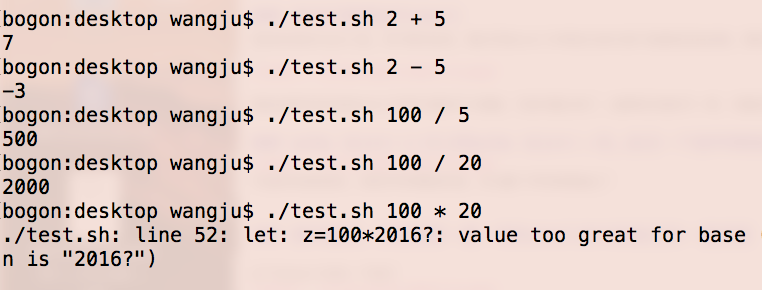 bogon:desktop wangju$ ./test.sh 2 + 5
7
bogon:desktop wangju$ ./test.sh 2 - 5
-3
bogon:desktop wangju$ ./test.sh 100 / 5
500
bogon:desktop wangju$ ./test.sh 100 / 20
2000
bogon:desktop wangju$ ./test.sh 100 * 20
./test.sh: line 52: let: z=100*2016?: value too great for base (
n is "2016?")